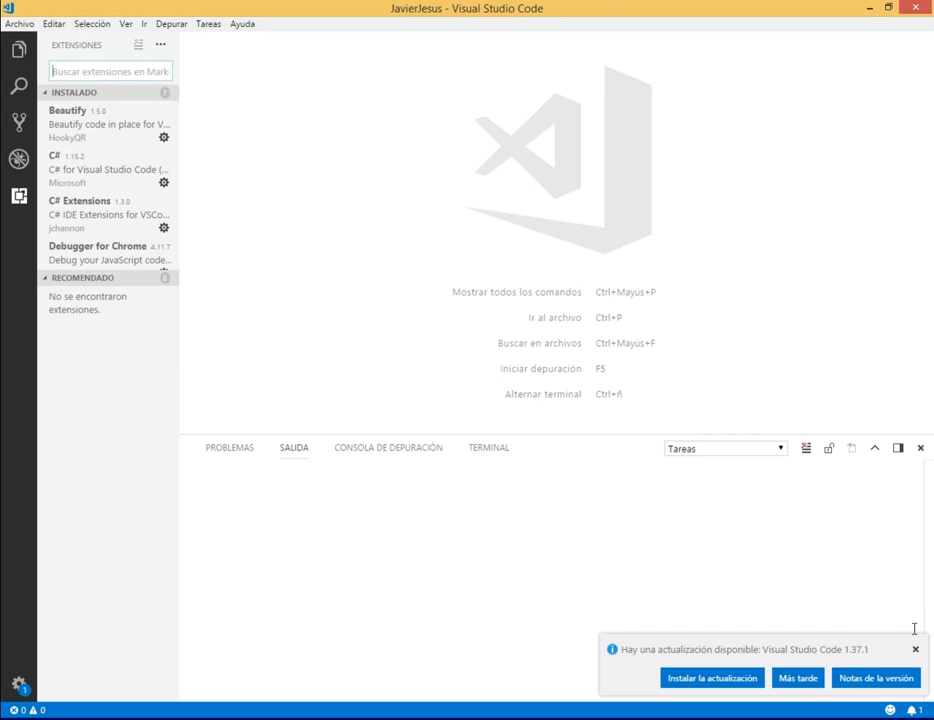 JavierJesus - Visual Studio Code
Archivo Editar Selección Ver Ir Depurar Tareas Ayuda
EXTENSIONES
Buscar extensiones en Mark
INSTALADO 7
Beautify 1.5.0
Beautify code in place for V...
HookyQR
C# 1.15.2
C# for Visual Studio Code (...
Microsoft
C# Extensions 1.3.0
C# IDE Extensions for VSCo...
jchannon
Debugger for Chrome 4.11.7
Debug your JavaScript code...
RECOMENDADO 0
No se encontraron
extensiones.
Mostrar todos los comandos Ctrl+Mayús+P
Ir al archivo Ctrl+P
Buscar en archivos Ctrl+Mayús+F
Iniciar depuración F5
Alternar terminal Ctrl+ñ
PROBLEMAS SALIDA CONSOLA DE DEPURACIÓN TERMINAL Tareas
Hay una actualización disponible: Visual Studio Code 1.37.1
Instalar la actualización Más tarde Notas de la versión
1
0 0 1